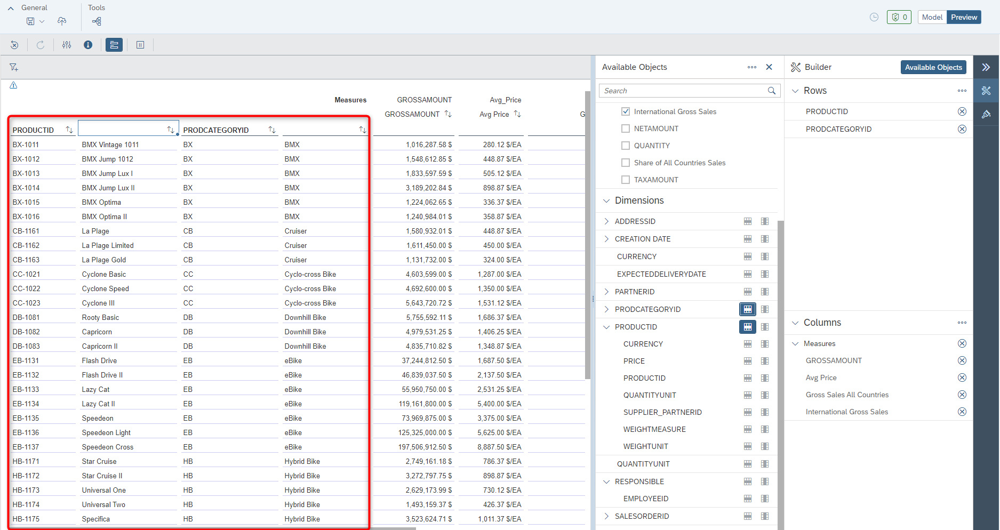 General
Tools
0
Model
Preview
Measures
GROSSAMOUNT
Avg_Price
GROSSAMOUNT
Avg Price
G
PRODUCTID
PRODCATEGORYID
BX-1011 BMX Vintage 1011 BX BMX 1,016,287.58 $ 280.12 $/EA
BX-1012 BMX Jump 1012 BX BMX 1,548,612.85 $ 448.87 $/EA
BX-1013 BMX Jump Lux I BX BMX 1,833,597.59 $ 505.12 $/EA
BX-1014 BMX Jump Lux II BX BMX 3,189,202.84 $ 898.87 $/EA
BX-1015 BMX Optima BX BMX 1,224,062.65 $ 336.37 $/EA
BX-1016 BMX Optima II BX BMX 1,240,984.01 $ 358.87 $/EA
CB-1161 La Plage CB Cruiser 1,580,932.01 $ 448.87 $/EA
CB-1162 La Plage Limited CB Cruiser 1,611,450.00 $ 450.00 $/EA
CB-1163 La Plage Gold CB Cruiser 1,131,732.00 $ 324.00 $/EA
CC-1021 Cyclone Basic CC Cyclo-cross Bike 4,603,599.00 $ 1,287.00 $/EA
CC-1022 Cyclone Speed CC Cyclo-cross Bike 4,692,600.00 $ 1,350.00 $/EA
CC-1023 Cyclone III CC Cyclo-cross Bike 5,643,720.72 $ 1,531.12 $/EA
DB-1081 Rooty Basic DB Downhill Bike 5,755,592.11 $ 1,686.37 $/EA
DB-1082 Capricorn DB Downhill Bike 4,979,531.25 $ 1,406.25 $/EA
DB-1083 Capricorn II DB Downhill Bike 4,835,710.82 $ 1,348.87 $/EA
EB-1131 Flash Drive EB eBike 37,244,812.50 $ 1,687.50 $/EA
EB-1132 Flash Drive II EB eBike 46,839,037.50 $ 2,137.50 $/EA
EB-1133 Lazy Cat EB eBike 55,950,750.00 $ 2,531.25 $/EA
EB-1134 Lazy Cat II EB eBike 119,161,800.00 $ 5,400.00 $/EA
EB-1135 Speedeon EB eBike 73,969,875.00 $ 3,375.00 $/EA
EB-1136 Speedeon Light EB eBike 125,325,000.00 $ 5,625.00 $/EA
EB-1137 Speedeon Cross EB eBike 197,506,912.50 $ 8,887.50 $/EA
HB-1171 Star Cruise HB Hybrid Bike 2,749,161.18 $ 786.37 $/EA
HB-1172 Star Cruise II HB Hybrid Bike 3,272,797.75 $ 898.87 $/EA
HB-1173 Universal One HB Hybrid Bike 2,629,173.99 $ 730.12 $/EA
HB-1174 Universal Two HB Hybrid Bike 1,493,159.37 $ 426.37 $/EA
HB-1175 Specifica HB Hybrid Bike 3,523,624.71 $ 1,011.37 $/EA
Available Objects
Search
International Gross Sales
NETAMOUNT
QUANTITY
Share of All Countries Sales
TAXAMOUNT
Dimensions
ADDRESSID
CREATION DATE
CURRENCY
EXPECTEDDELIVERYDATE
PARTNERID
PRODCATEGORYID
PRODUCTID
CURRENCY
PRICE
PRODUCTID
QUANTITYUNIT
SUPPLIER_PARTNERID
WEIGHTMEASURE
WEIGHTUNIT
QUANTITYUNIT
RESPONSIBLE
EMPLOYEEID
SALESORDERID
Builder
Available Objects
Rows
PRODUCTID
PRODCATEGORYID
Columns
Measures
GROSSAMOUNT
Avg Price
Gross Sales All Countries
International Gross Sales